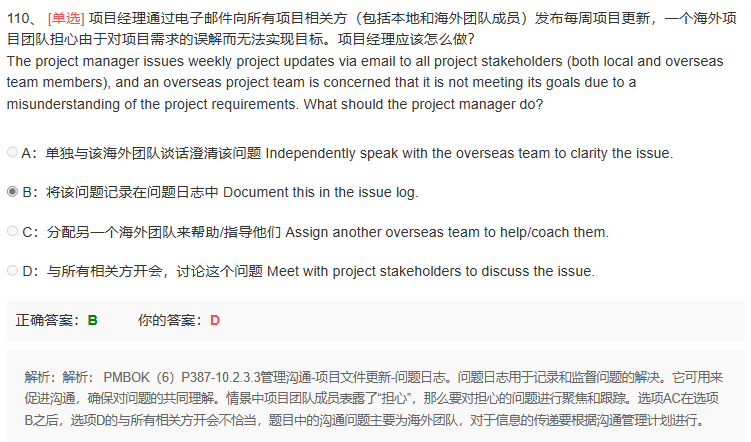 110、 [单选] 项目经理通过电子邮件向所有项目相关方（包括本地和海外团队成员）发布每周项目更新，一个海外项
目团队担心由于对项目需求的误解而无法实现目标。项目经理应该怎么做?
The project manager issues weekly project updates via email to all project stakeholders (both local and overseas
team members), and an overseas project team is concerned that it is not meeting its goals due to a
misunderstanding of the project requirements. What should the project manager do?
A：单独与该海外团队谈话澄清该问题 Independently speak with the overseas team to clarity the issue.
B：将该问题记录在问题日志中 Document this in the issue log.
C：分配另一个海外团队来帮助/指导他们 Assign another overseas team to help/coach them.
D：与所有相关方开会，讨论这个问题 Meet with project stakeholders to discuss the issue.
正确答案：B 你的答案：D
解析：解析： PMBOK（6）P387-10.2.3.3管理沟通-项目文件更新-问题日志。问题日志用于记录和监督问题的解决。它可用来
促进沟通，确保对问题的共同理解。情景中项目团队成员表露了“担心”，那么要对担心的问题进行聚焦和跟踪。选项AC在选项
B之后，选项D的与所有相关方开会不恰当，题目中的沟通问题主要为海外团队，对于信息的传递要根据沟通管理计划进行。